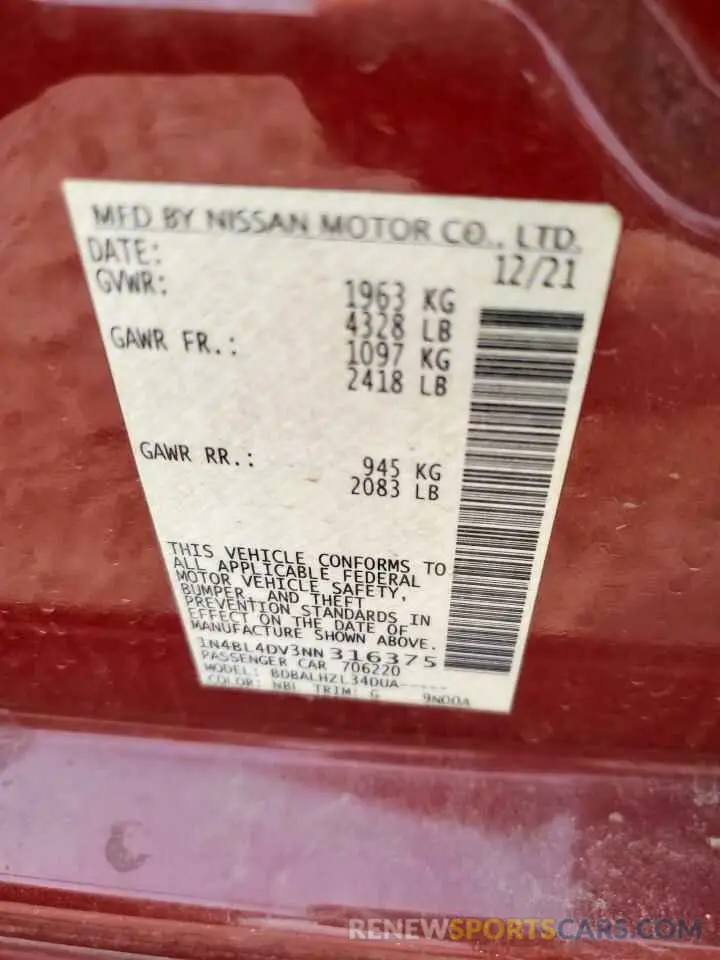 MFD BY NISSAN MOTOR CO., LTD.
DATE: 12/21
GVWR: 1963 KG
4328 LB
GAWR FR.: 1097 KG
2418 LB
GAWR RR.: 945 KG
2083 LB
THIS VEHICLE CONFORMS TO
ALL APPLICABLE FEDERAL
MOTOR VEHICLE SAFETY,
BUMPER, AND THEFT
PREVENTION STANDARDS IN
EFFECT ON THE DATE OF
MANUFACTURE SHOWN ABOVE.
1N4BL4DV3NN316375
PASSENGER CAR 706220
MODEL: BDBALHZL34DUA-----
COLOR: NBL TRIM: G 9N00A
RENEWSPORTSCARS.COM